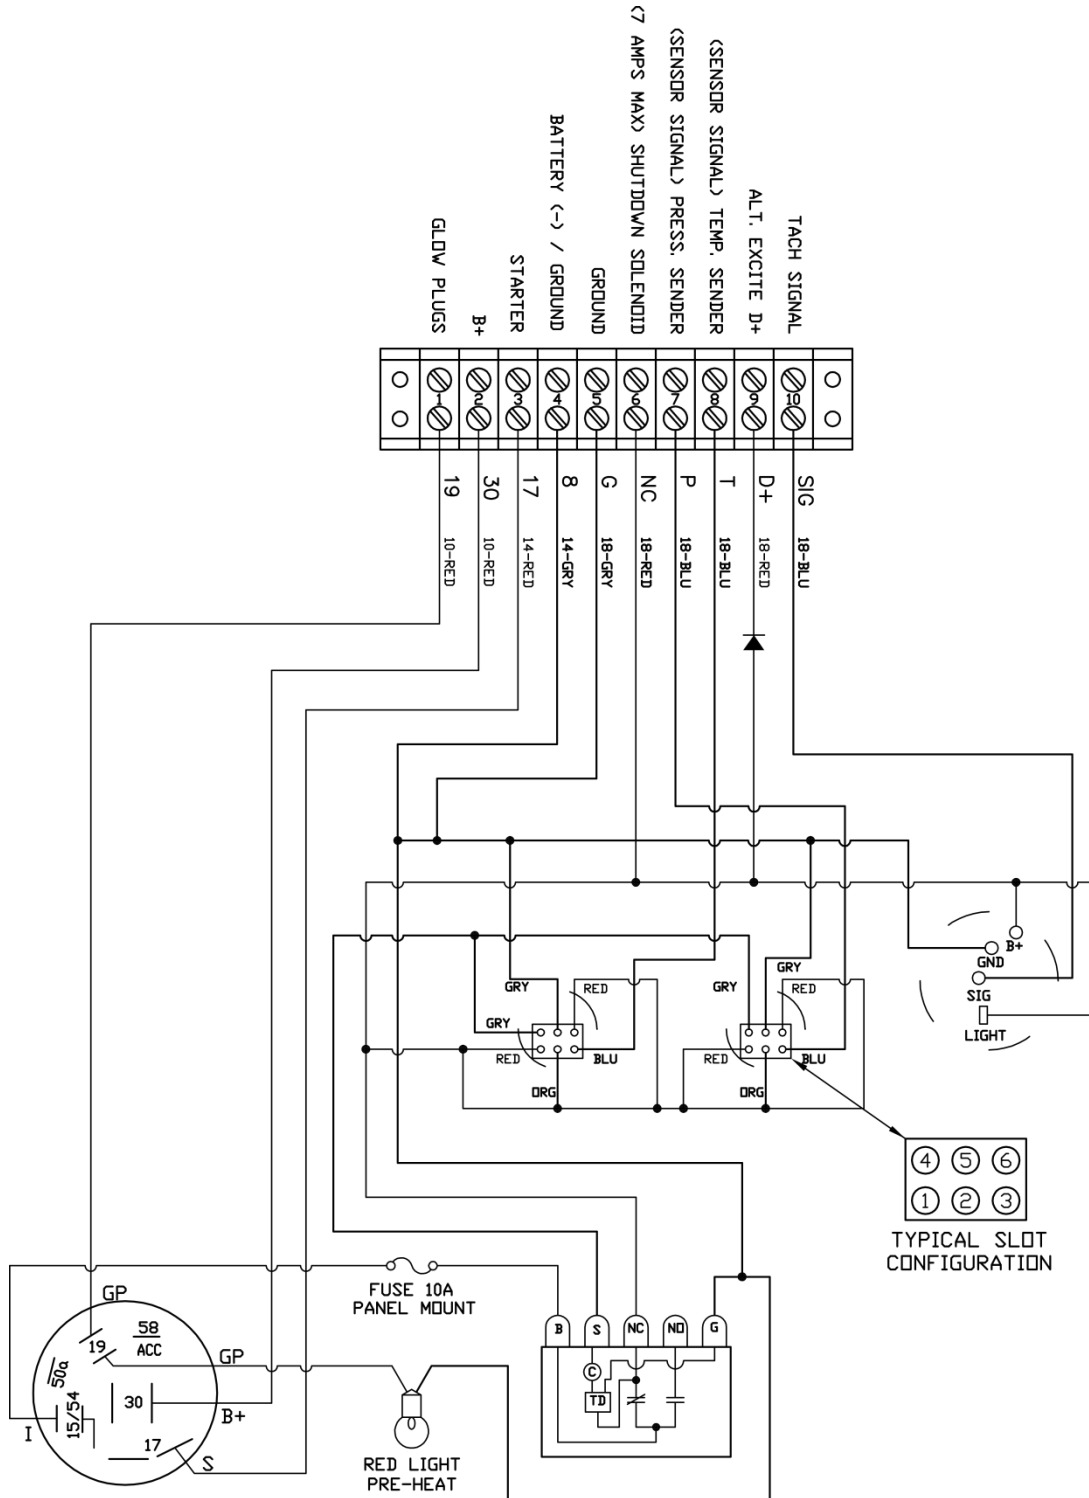 GLOW PLUGS
B+
STARTER
BATTERY (-) / GROUND
GROUND
(7 AMPS MAX) SHUTDOWN SOLENOID
(SENSOR SIGNAL) PRESS. SENDER
(SENSOR SIGNAL) TEMP. SENDER
ALT. EXCITE D+
TACH SIGNAL
1 2 3 4 5 6 7 8 9 10
19 30 17 8 G NC P T D+ SIG
10-RED 10-RED 14-RED 14-GRY 18-GRY 18-RED 18-BLU 18-BLU 18-RED 18-BLU
B+
GND
SIG
LIGHT
GRY
RED
GRY
RED
BLU
ORG
GRY
GRY
RED
RED
BLU
ORG
4 5 6
1 2 3
TYPICAL SLOT
CONFIGURATION
FUSE 10A
PANEL MOUNT
GP
58
ACC
19
50a
GP
15/54
30
B+
I
17
S
RED LIGHT
PRE-HEAT
B S NC NO G
C
TD